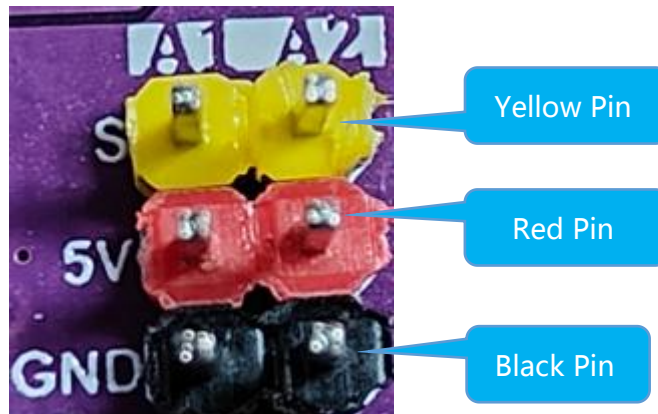 A1 A2
S
Yellow Pin
5V
Red Pin
GND
Black Pin